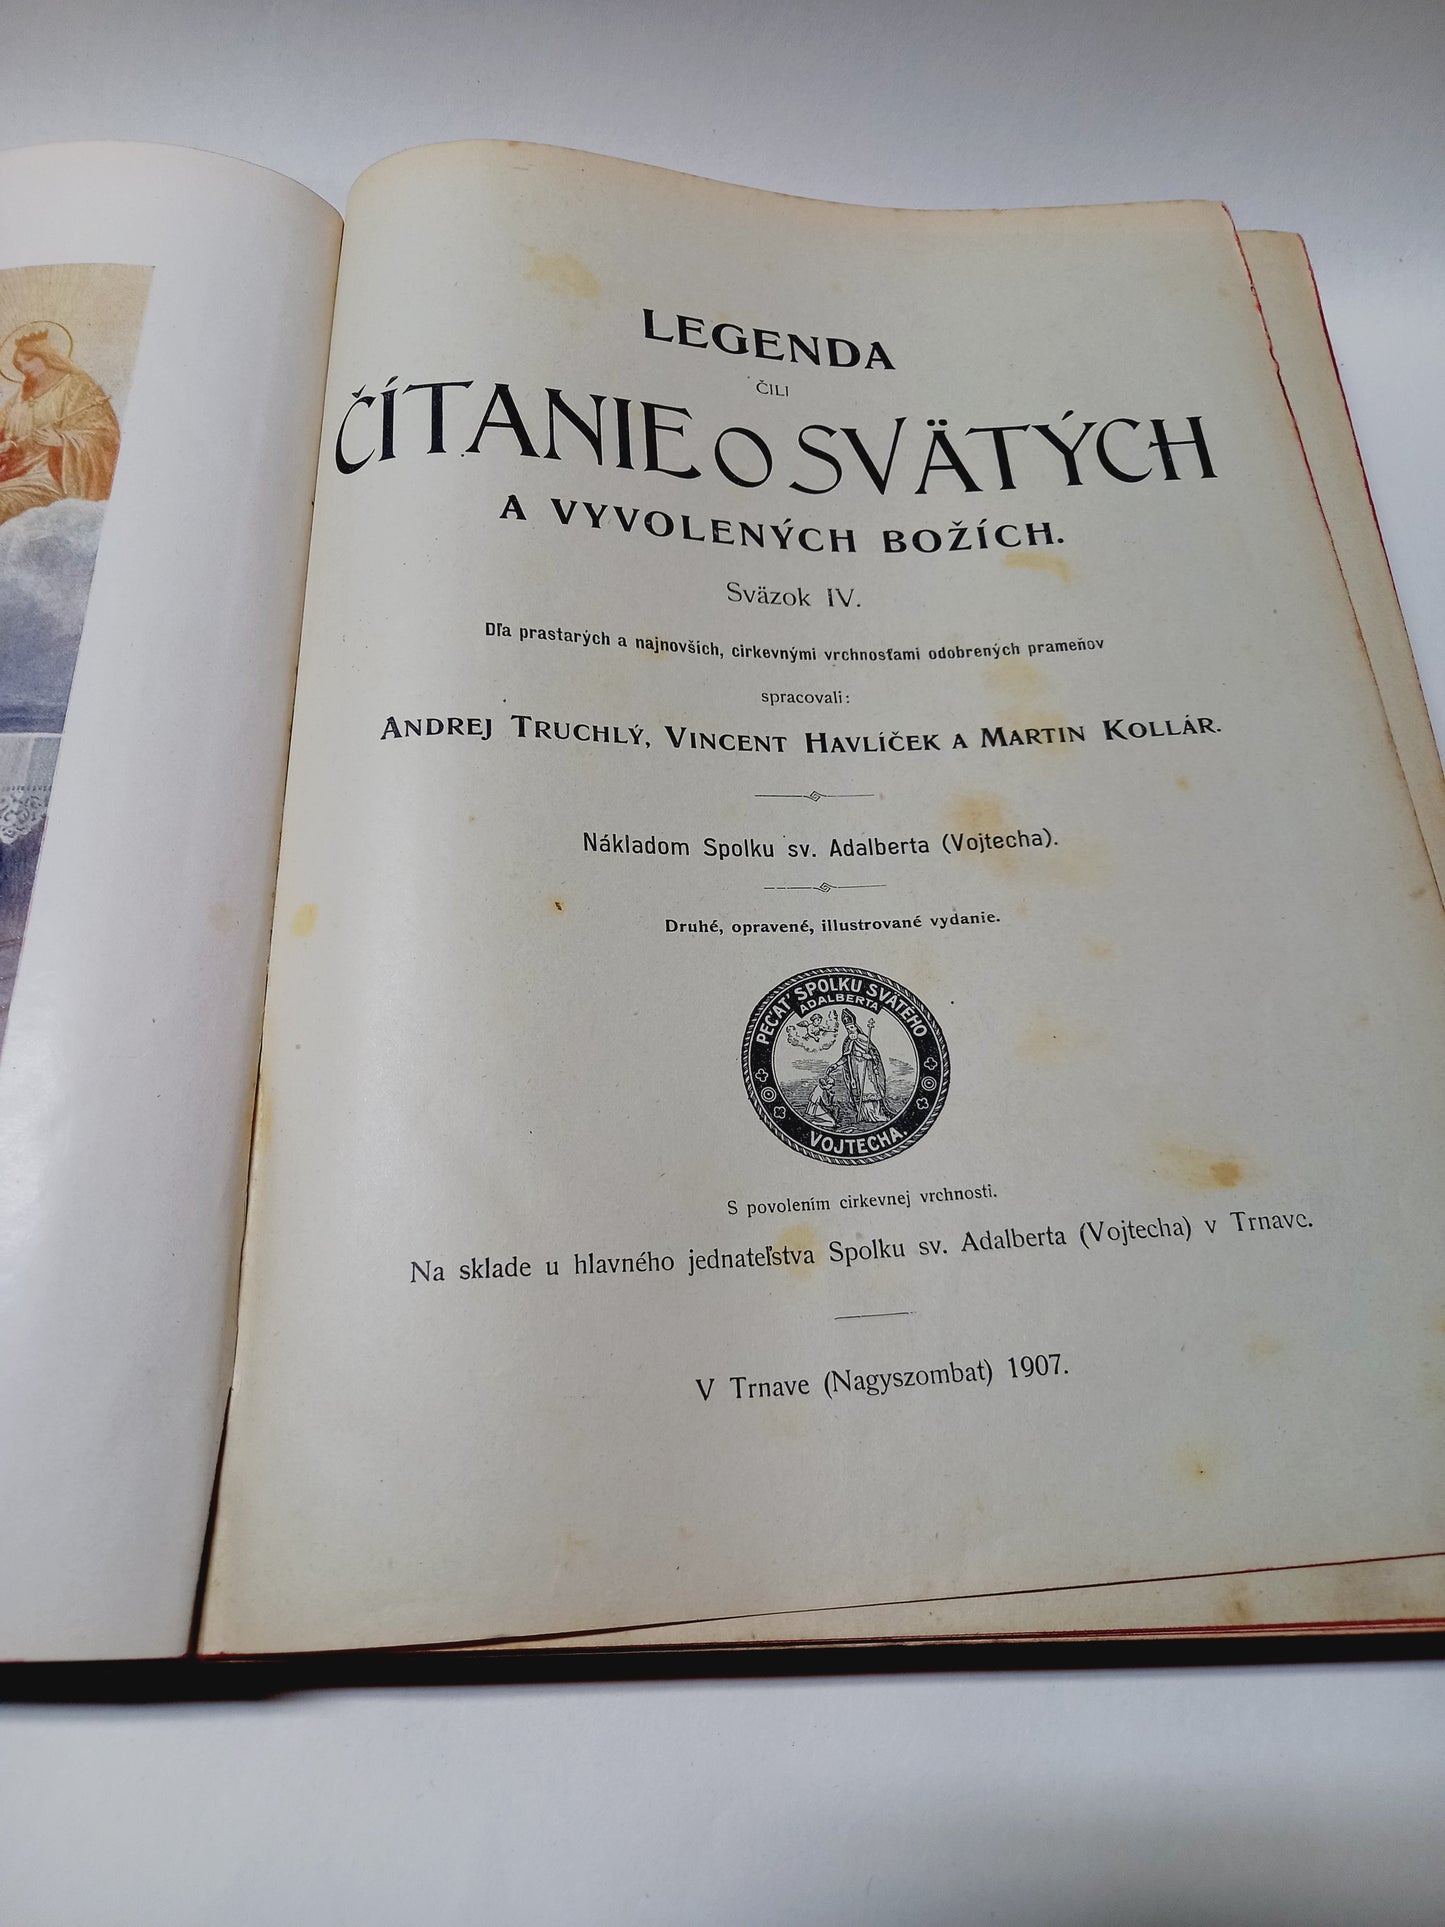 LEGENDA
ČILI
ČÍTANIE O SVÄTÝCH
A VYVOLENÝCH BOŽÍCH.
Sväzok IV.
Dľa prastarých a najnovších, cirkevnými vrchnosťami odobrených prameňov
spracovali:
ANDREJ TRUCHLÝ, VINCENT HAVLÍČEK A MARTIN KOLLÁR.
Nákladom Spolku sv. Adalberta (Vojtecha).
Druhé, opravené, illustrované vydanie.
PEČAŤ SPOLKU SVÄTÉHO
ADALBERTA
VOJTECHA.
S povolením cirkevnej vrchnosti.
Na sklade u hlavného jednateľstva Spolku sv. Adalberta (Vojtecha) v Trnave.
V Trnave (Nagyszombat) 1907.